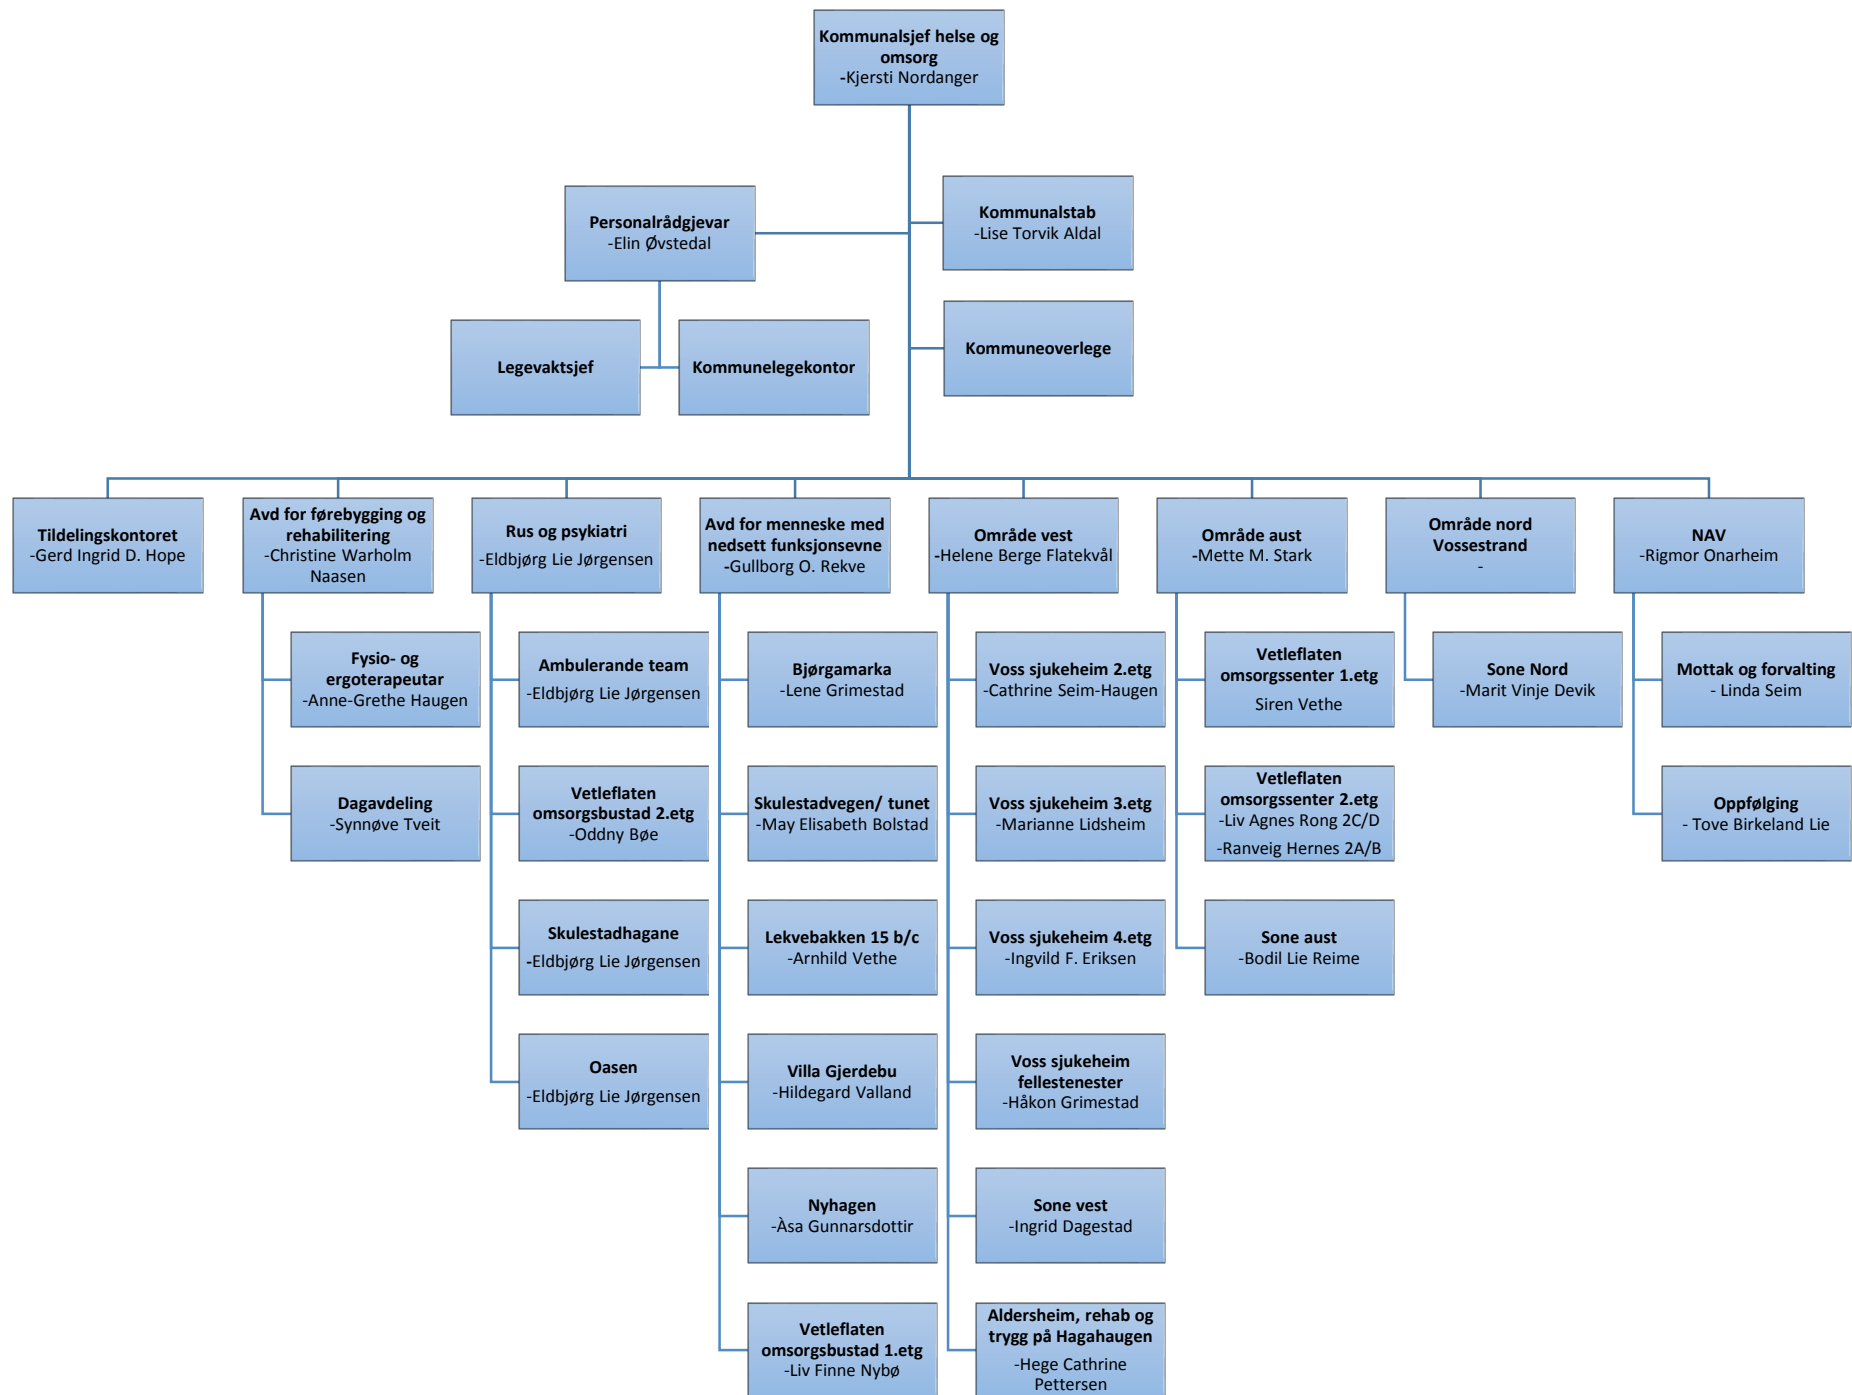 Kommunalsjef helse og
omsorg
-Kjersti Nordanger
Personalrådgjevar
-Elin Øvstedal
Kommunalstab
-Lise Torvik Aldal
Legevaktsjef
Kommunelegekontor
Kommuneoverlege
Tildelingskontoret
-Gerd Ingrid D. Hope
Avd for førebygging og
rehabilitering
-Christine Warholm
Naasen
Rus og psykiatri
-Eldbjørg Lie Jørgensen
Avd for menneske med
nedsett funksjonsevne
-Gullborg O. Rekve
Område vest
-Helene Berge Flatekvål
Område aust
-Mette M. Stark
Område nord
Vossestrand
-
NAV
-Rigmor Onarheim
Fysio- og
ergoterapeutar
-Anne-Grethe Haugen
Dagavdeling
-Synnøve Tveit
Ambulerande team
-Eldbjørg Lie Jørgensen
Vetleflaten
omsorgsbustad 2.etg
-Oddny Bøe
Skulestadhagane
-Eldbjørg Lie Jørgensen
Oasen
-Eldbjørg Lie Jørgensen
Bjørgamarka
-Lene Grimestad
Skulestadvegen/ tunet
-May Elisabeth Bolstad
Lekvebakken 15 b/c
-Arnhild Vethe
Villa Gjerdebu
-Hildegard Valland
Nyhagen
-Àsa Gunnarsdottir
Vetleflaten
omsorgsbustad 1.etg
-Liv Finne Nybø
Voss sjukeheim 2.etg
-Cathrine Seim-Haugen
Voss sjukeheim 3.etg
-Marianne Lidsheim
Voss sjukeheim 4.etg
-Ingvild F. Eriksen
Voss sjukeheim
fellestenester
-Håkon Grimestad
Sone vest
-Ingrid Dagestad
Aldersheim, rehab og
trygg på Hagahaugen
-Hege Cathrine
Pettersen
Vetleflaten
omsorgssenter 1.etg
Siren Vethe
Vetleflaten
omsorgssenter 2.etg
-Liv Agnes Rong 2C/D
-Ranveig Hernes 2A/B
Sone aust
-Bodil Lie Reime
Sone Nord
-Marit Vinje Devik
Mottak og forvalting
- Linda Seim
Oppfølging
- Tove Birkeland Lie